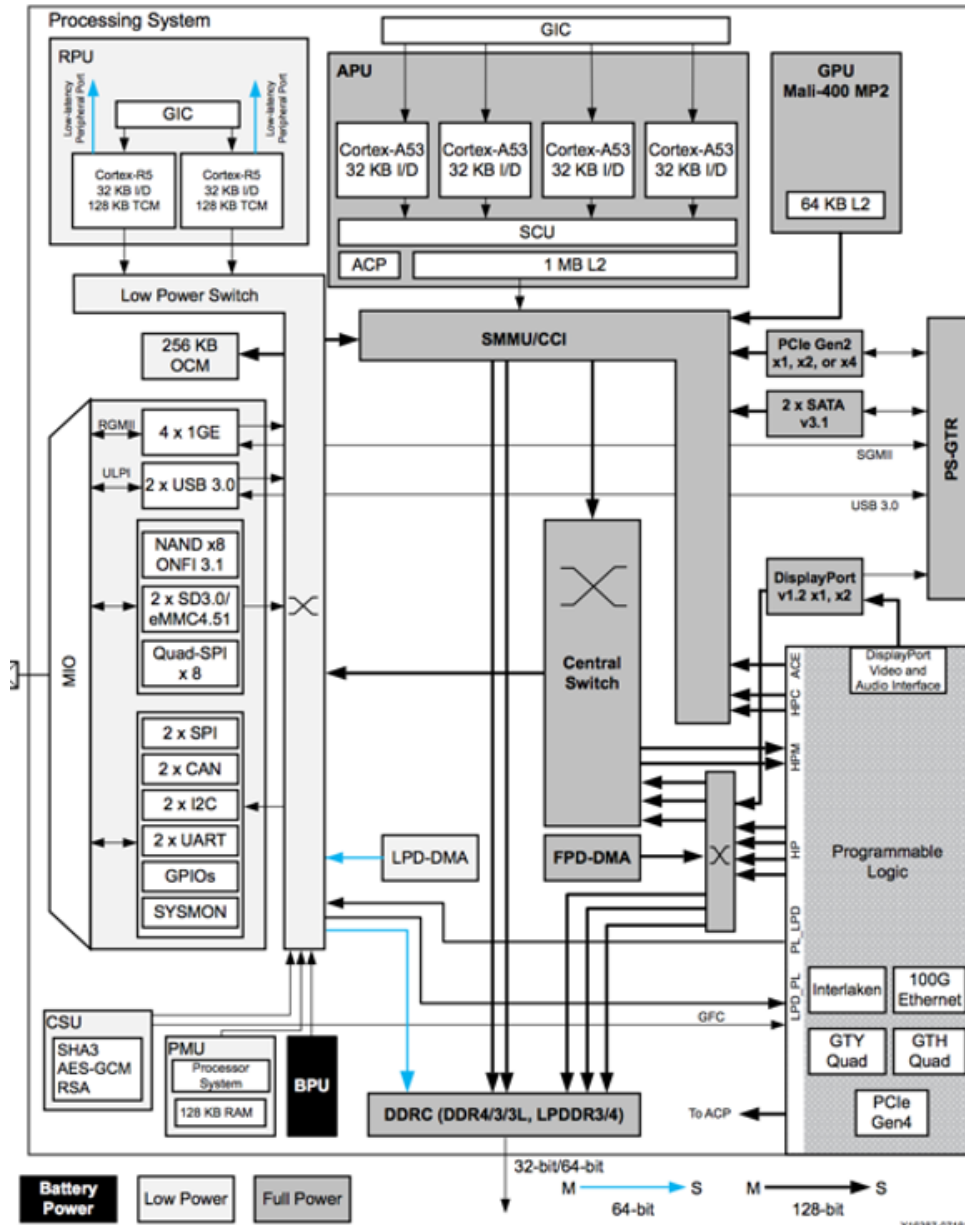 Processing System
RPU
Low-latency
Peripheral Port
Low-latency
Peripheral Port
GIC
Cortex-R5
32 KB I/D
128 KB TCM
Cortex-R5
32 KB I/D
128 KB TCM
GIC
APU
Cortex-A53
32 KB I/D
Cortex-A53
32 KB I/D
Cortex-A53
32 KB I/D
Cortex-A53
32 KB I/D
SCU
ACP
1 MB L2
GPU
Mali-400 MP2
64 KB L2
Low Power Switch
256 KB
OCM
SMMU/CCI
PCIe Gen2
x1, x2, or x4
2 x SATA
v3.1
PS-GTR
SGMII
USB 3.0
MIO
RGMII
4 x 1GE
ULPI
2 x USB 3.0
NAND x8
ONFI 3.1
2 x SD3.0/
eMMC4.51
Quad-SPI
x 8
2 x SPI
2 x CAN
2 x I2C
2 x UART
GPIOs
SYSMON
Central
Switch
DisplayPort
v1.2 x1, x2
DisplayPort
Video and
Audio Interface
ACE
HPC
HPM
HP
PL_LPD
LPD_PL
LPD-DMA
FPD-DMA
Programmable
Logic
Interlaken
100G
Ethernet
GTY
Quad
GTH
Quad
PCIe
Gen4
GFC
CSU
SHA3
AES-GCM
RSA
PMU
Processor
System
128 KB RAM
BPU
DDRC (DDR4/3/3L, LPDDR3/4)
To ACP
32-bit/64-bit
Battery
Power
Low Power
Full Power
M
S
64-bit
M
S
128-bit